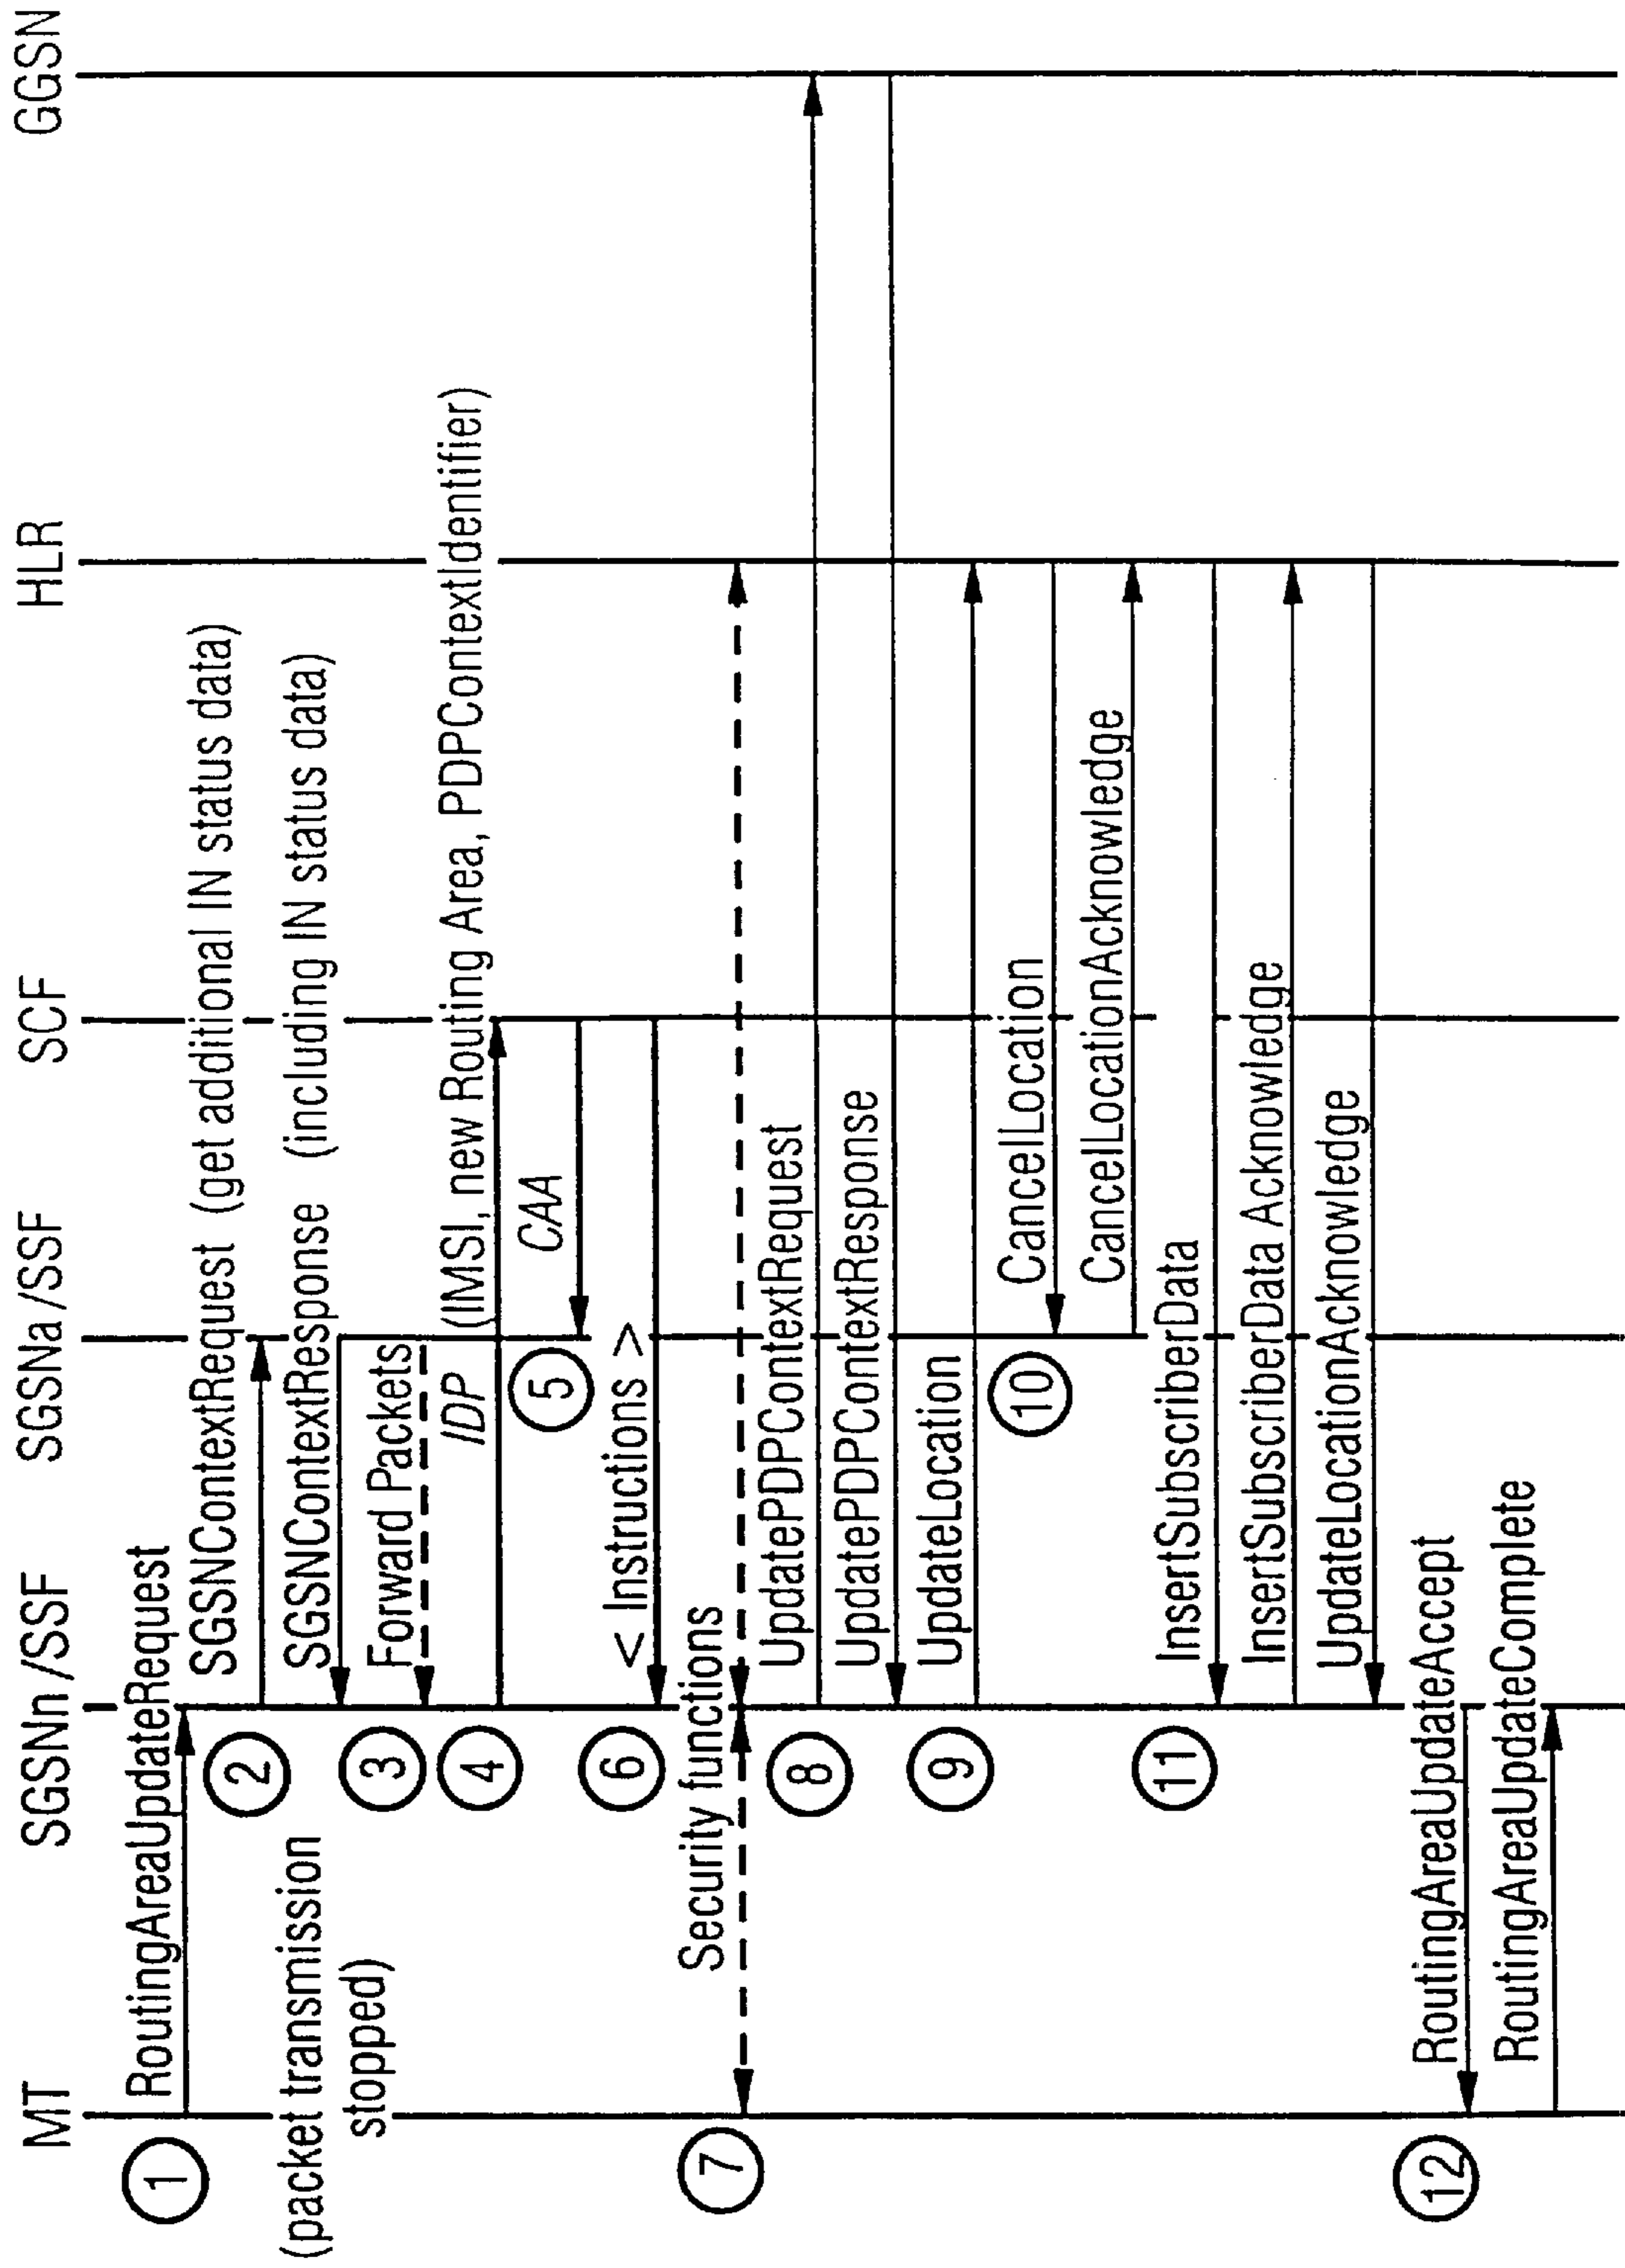 MT
SGSNn/SSF
SGSNa/SSF
SCF
HLR
GGSN
1
RoutingAreaUpdateRequest
2
SGSNContextRequest (get additional IN status data)
(packet transmission
stopped)
SGSNContextResponse (including IN status data)
3
Forward Packets
4
IDP (IMSI, new Routing Area, PDPContextIdentifier)
5
CAA
6
< Instructions >
7
Security functions
8
UpdatePDPContextRequest
UpdatePDPContextResponse
9
UpdateLocation
10
CancelLocation
CancelLocationAcknowledge
11
InsertSubscriberData
InsertSubscriberData Acknowledge
UpdateLocationAcknowledge
12
RoutingAreaUpdateAccept
RoutingAreaUpdateComplete